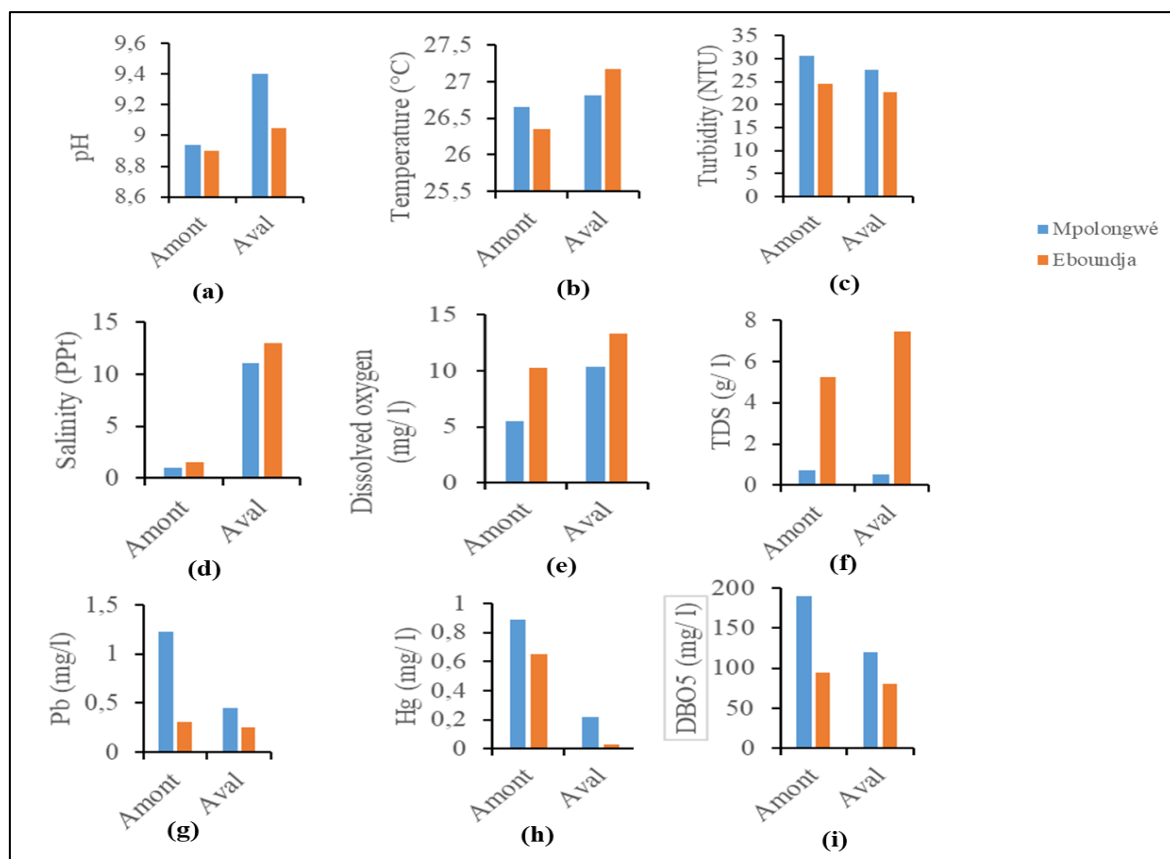 pH
9,6
9,4
9,2
9
8,8
8,6
Amont
Aval
(a)
Temperature (°C)
27,5
27
26,5
26
25,5
Amont
Aval
(b)
Turbidity (NTU)
35
30
25
20
15
10
5
0
Amont
Aval
(c)
Mpolongwé
Eboundja
Salinity (PPt)
15
10
5
0
Amont
Aval
(d)
Dissolved oxygen
(mg/ l)
15
10
5
0
Amont
Aval
(e)
TDS (g/ l)
8
6
4
2
0
Amont
Aval
(f)
Pb (mg/l)
1,5
1
0,5
0
Amont
Aval
(g)
Hg (mg/ l)
1
0,8
0,6
0,4
0,2
0
Amont
Aval
(h)
DBO5 (mg/ l)
200
150
100
50
0
Amont
Aval
(i)